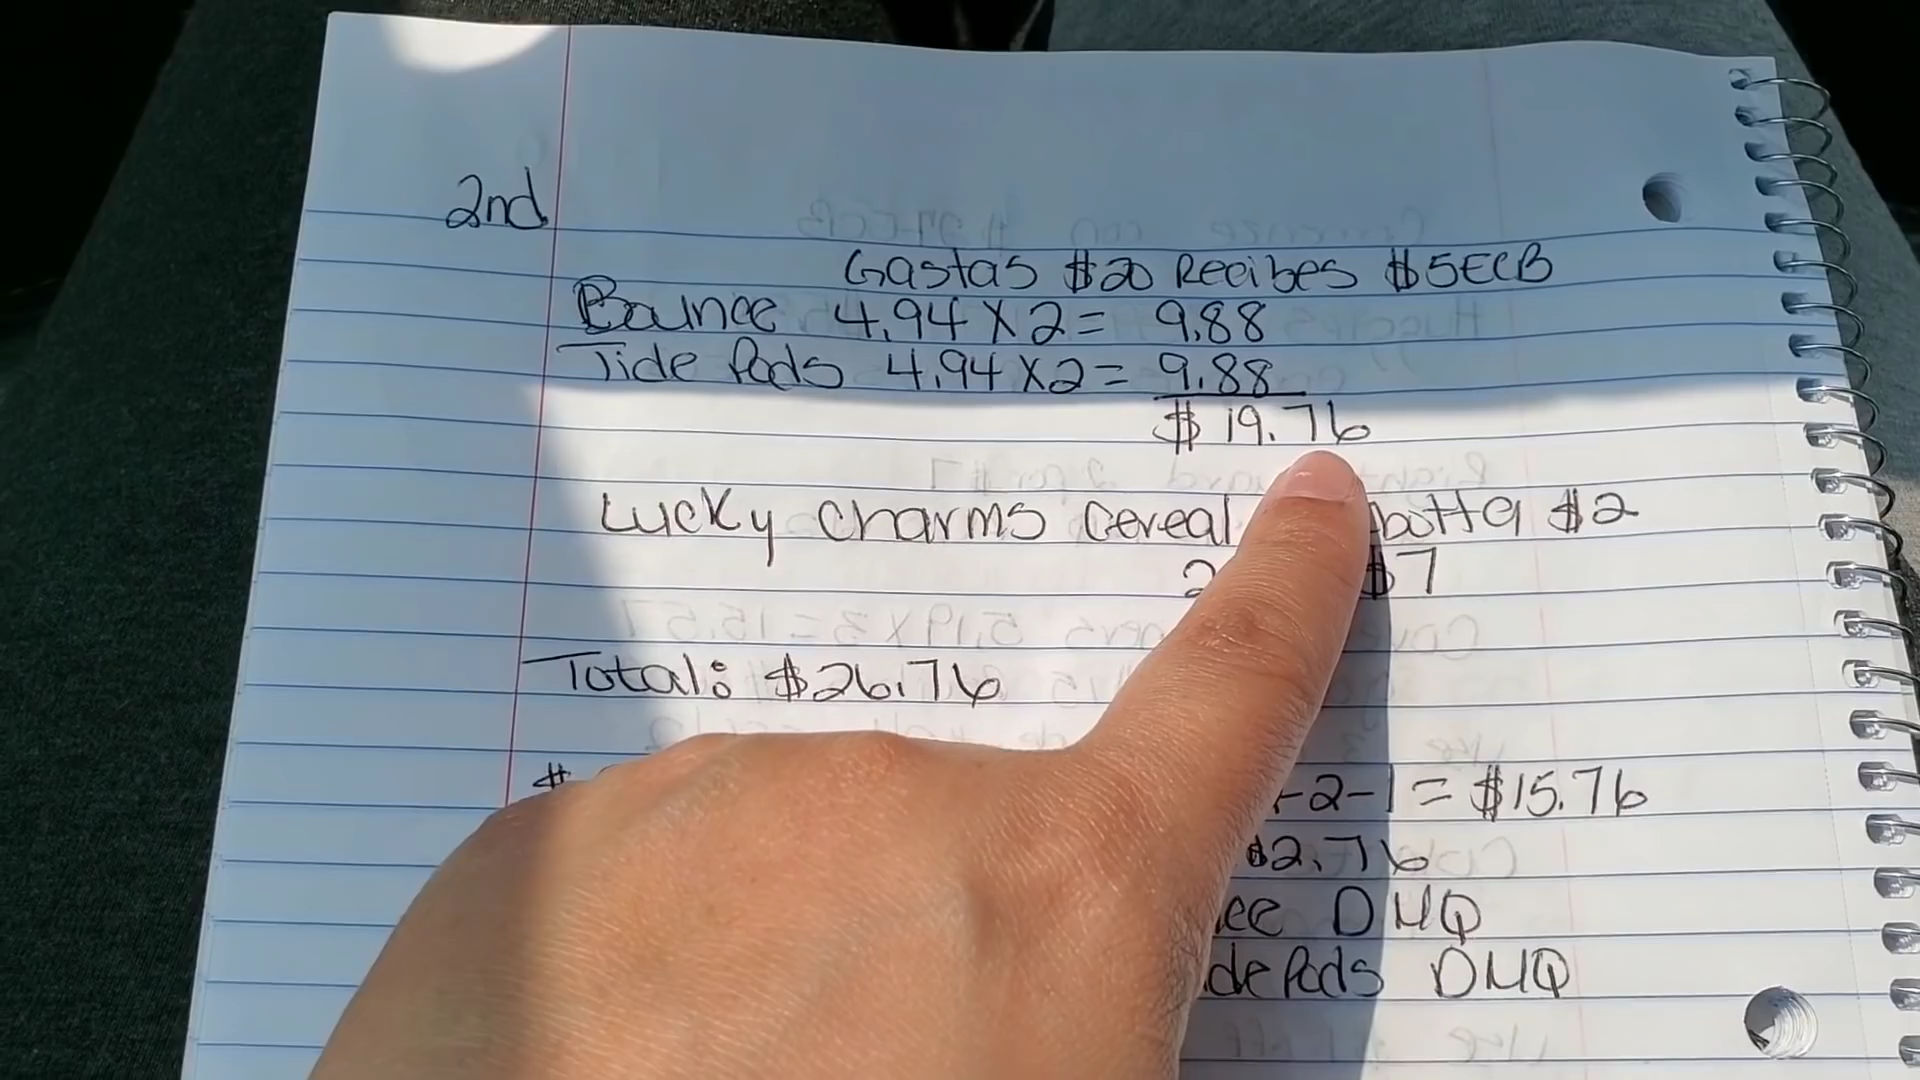 2nd
Gastas $20 Recibes $5ECB
Bounce 4.94 X 2 = 9.88
Tide Pods 4.94 X 2 = 9.88
$ 19.76
Lucky Charms Cereal botta $2
2 $7
Total: $26.76
$ -2-1 = $15.76
$2.76
DMQ
Pods DMQ